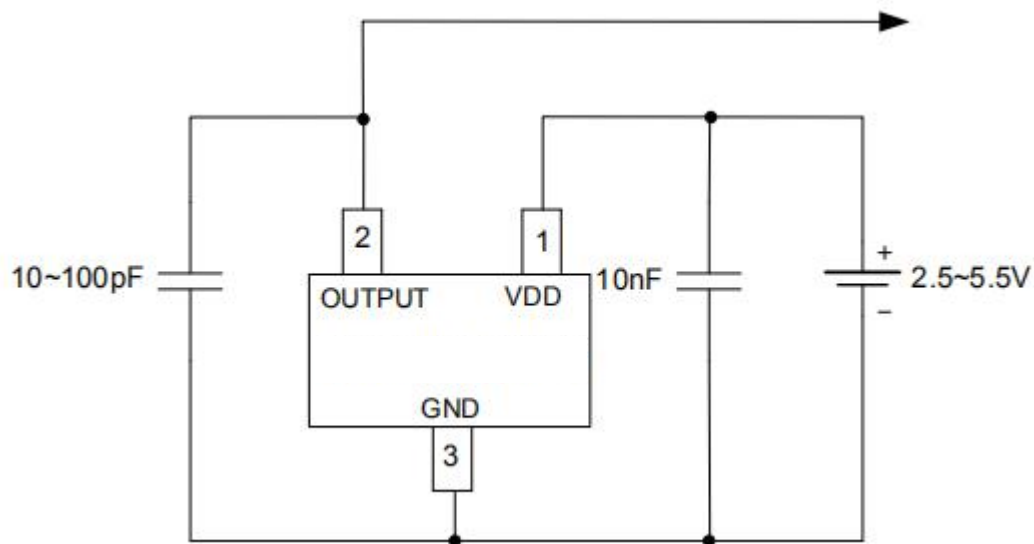 2
1
10~100pF
10nF
+
2.5~5.5V
−
OUTPUT
VDD
GND
3